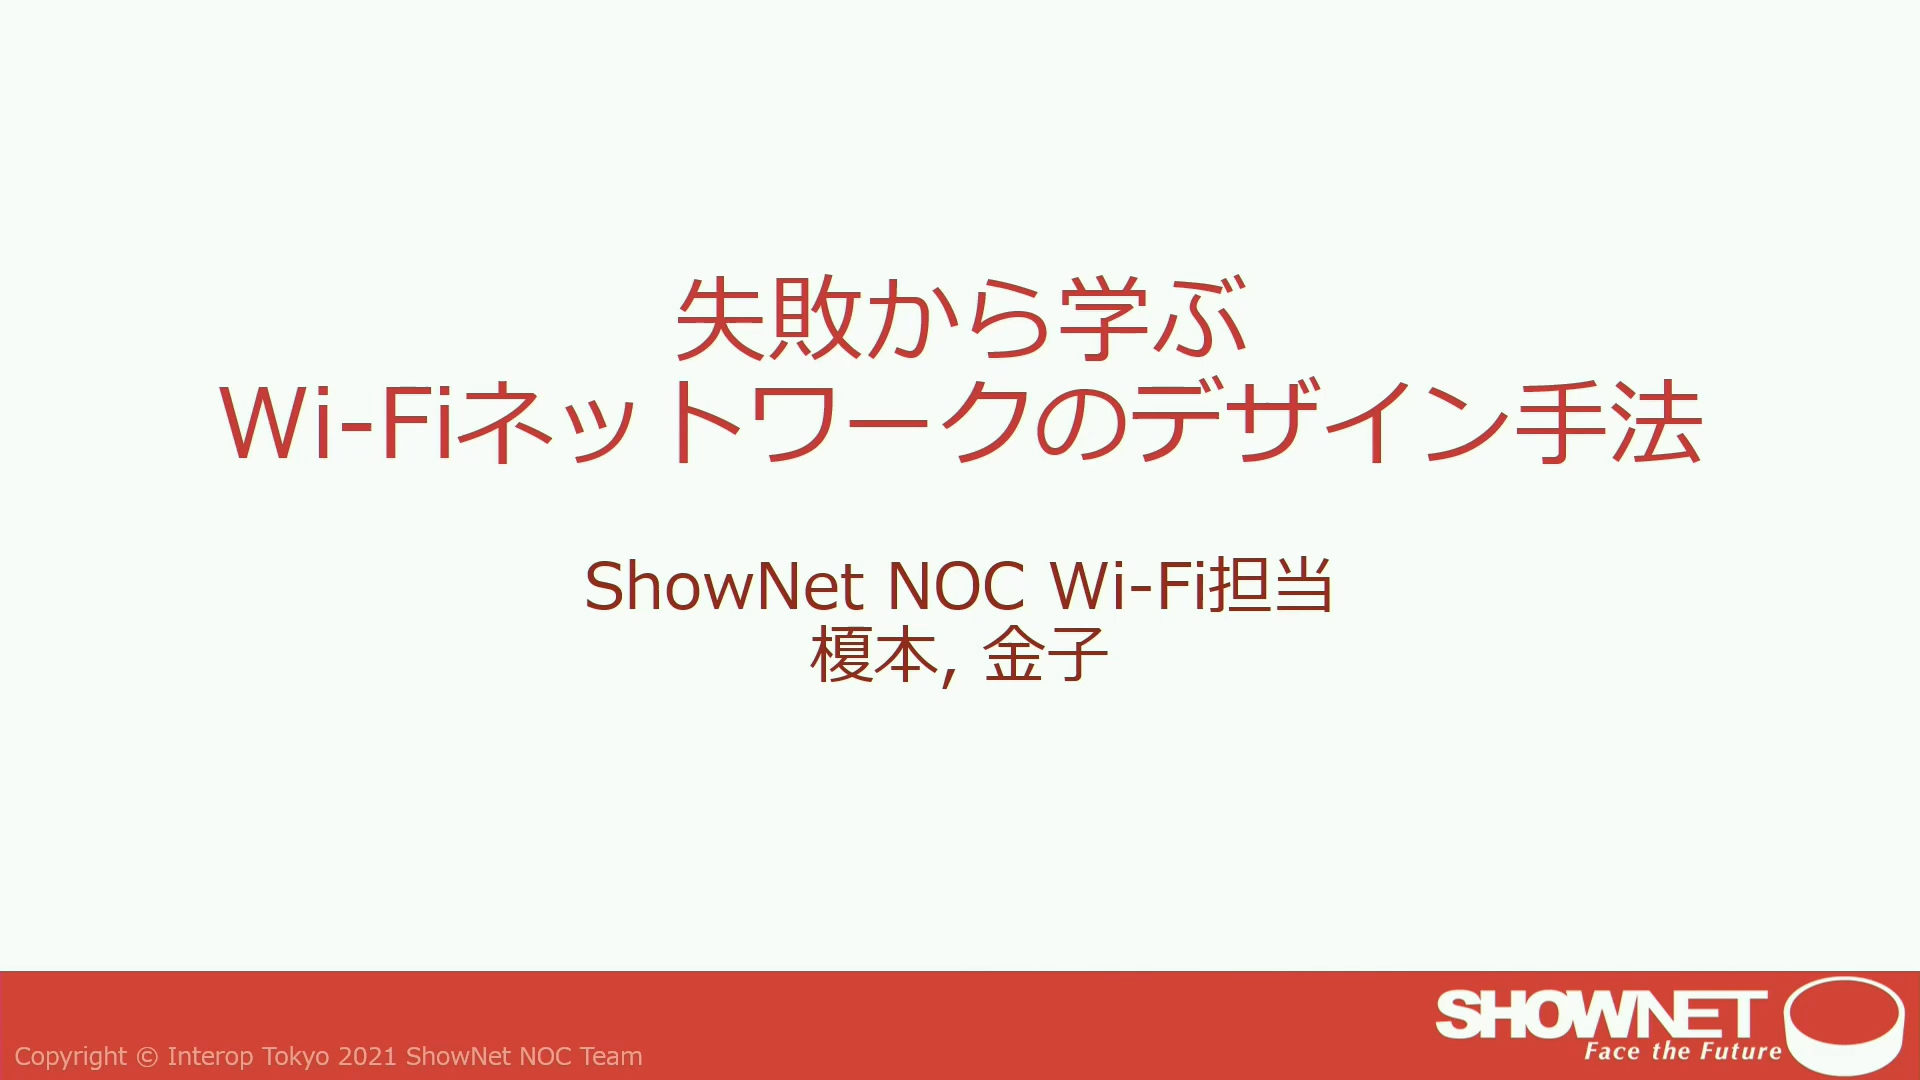 失敗から学ぶ
Wi-Fiネットワークのデザイン手法
ShowNet NOC Wi-Fi担当
榎本, 金子
SHOWNET
Face the Future
Copyright © Interop Tokyo 2021 ShowNet NOC Team